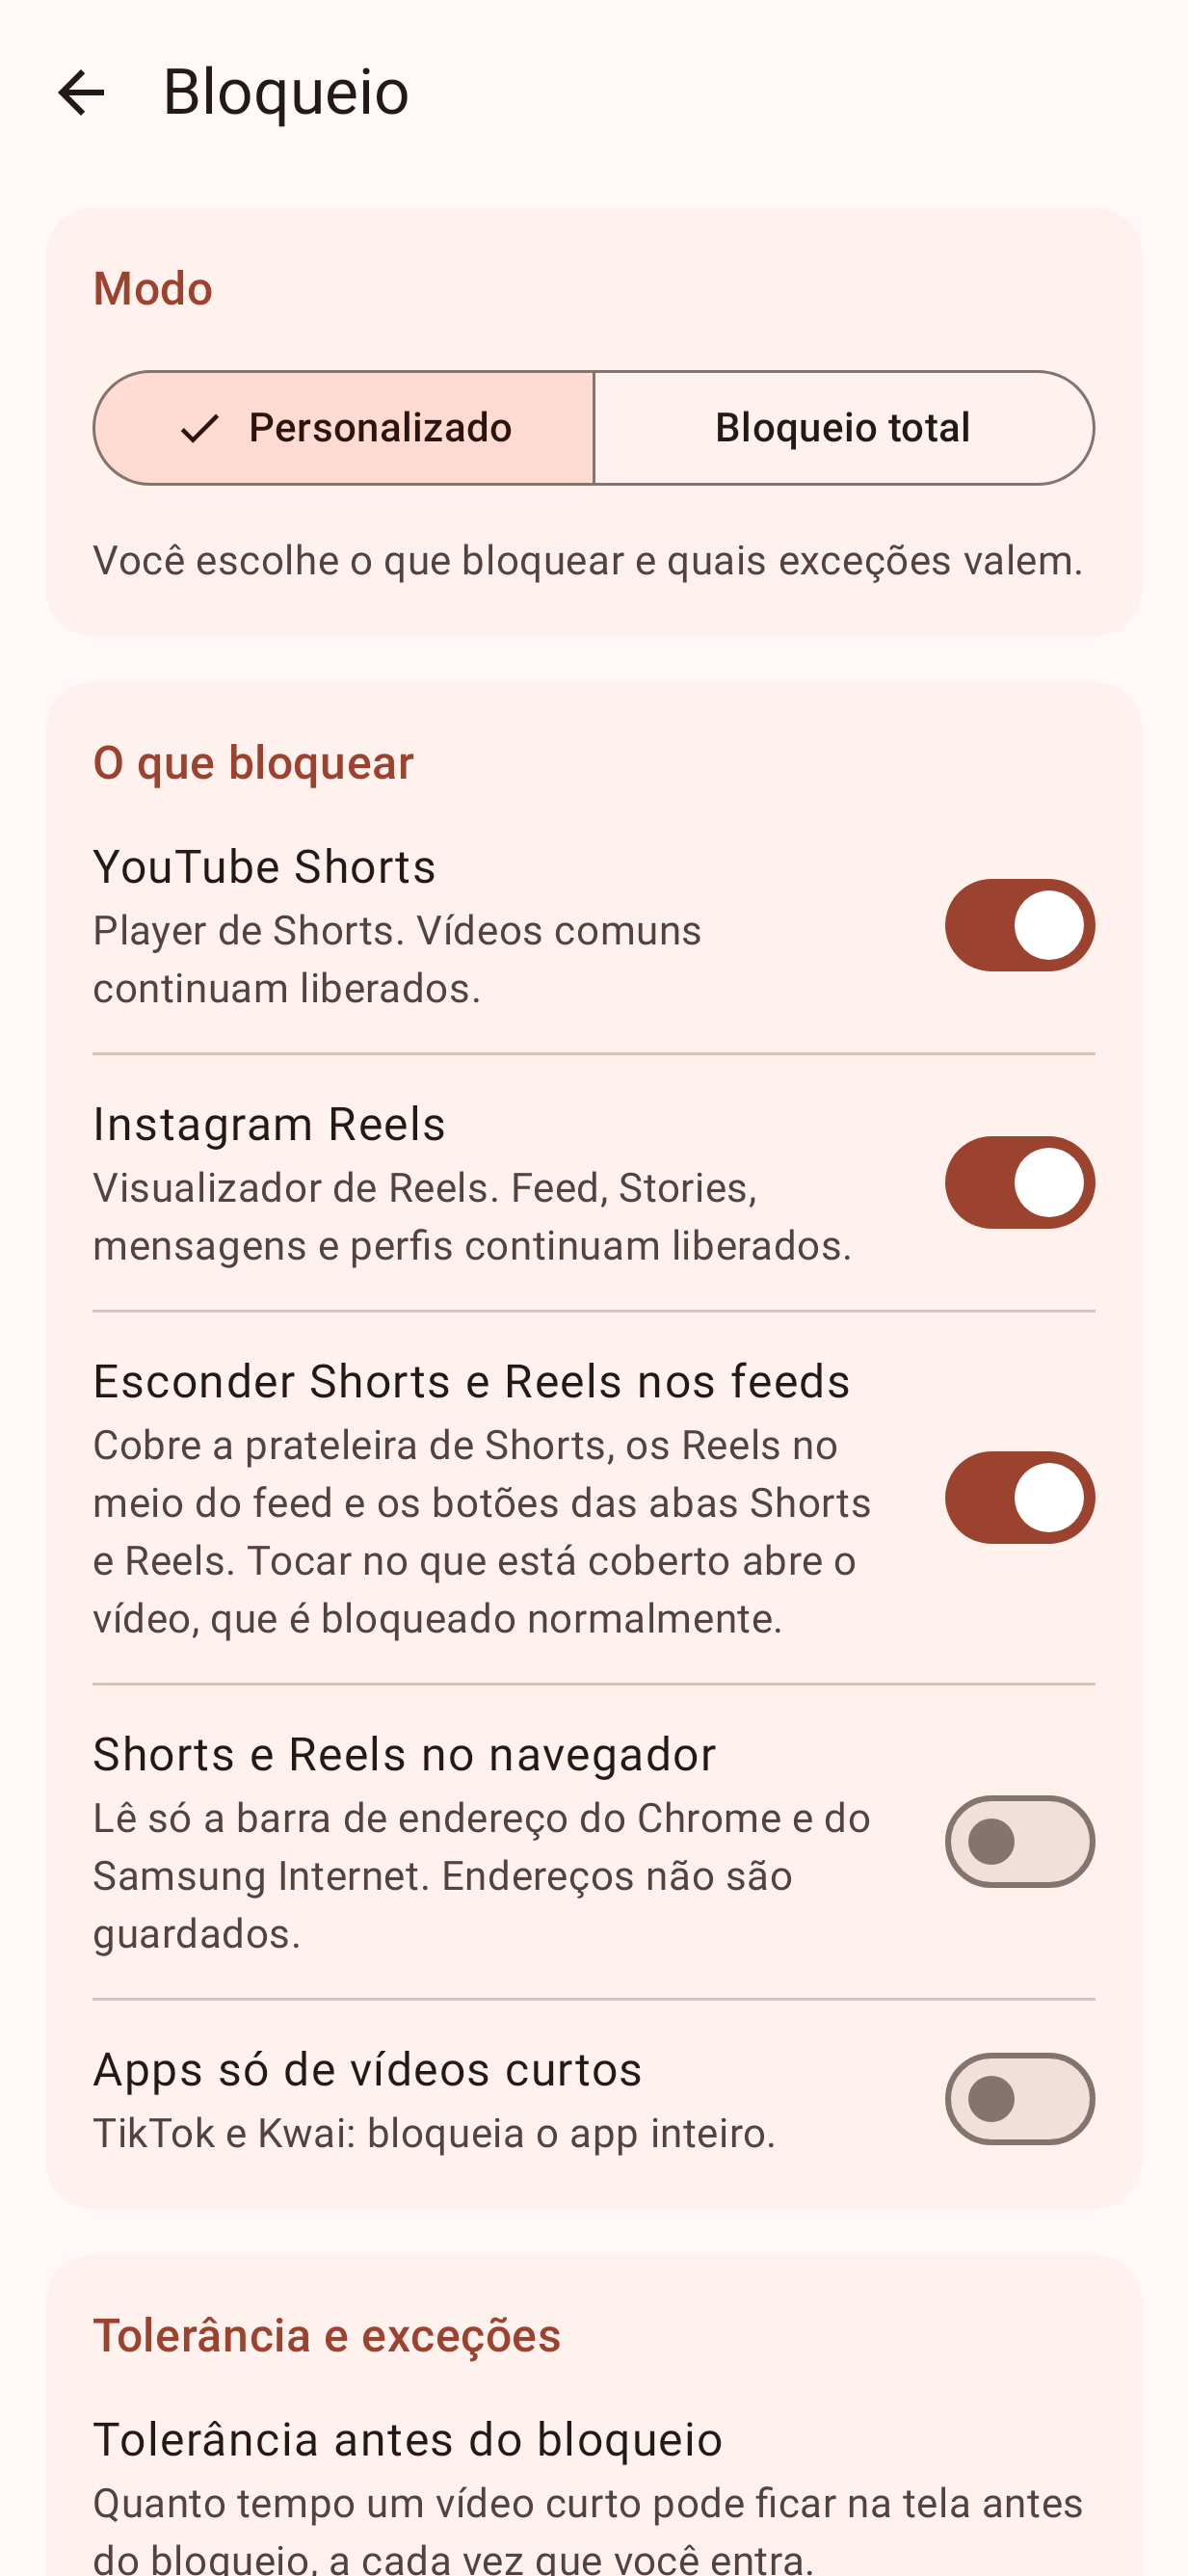 Bloqueio
Modo
Personalizado
Bloqueio total
Você escolhe o que bloquear e quais exceções valem.
O que bloquear
YouTube Shorts
Player de Shorts. Vídeos comuns
continuam liberados.
Instagram Reels
Visualizador de Reels. Feed, Stories,
mensagens e perfis continuam liberados.
Esconder Shorts e Reels nos feeds
Cobre a prateleira de Shorts, os Reels no
meio do feed e os botões das abas Shorts
e Reels. Tocar no que está coberto abre o
vídeo, que é bloqueado normalmente.
Shorts e Reels no navegador
Lê só a barra de endereço do Chrome e do
Samsung Internet. Endereços não são
guardados.
Apps só de vídeos curtos
TikTok e Kwai: bloqueia o app inteiro.
Tolerância e exceções
Tolerância antes do bloqueio
Quanto tempo um vídeo curto pode ficar na tela antes
do bloqueio, a cada vez que você entra.